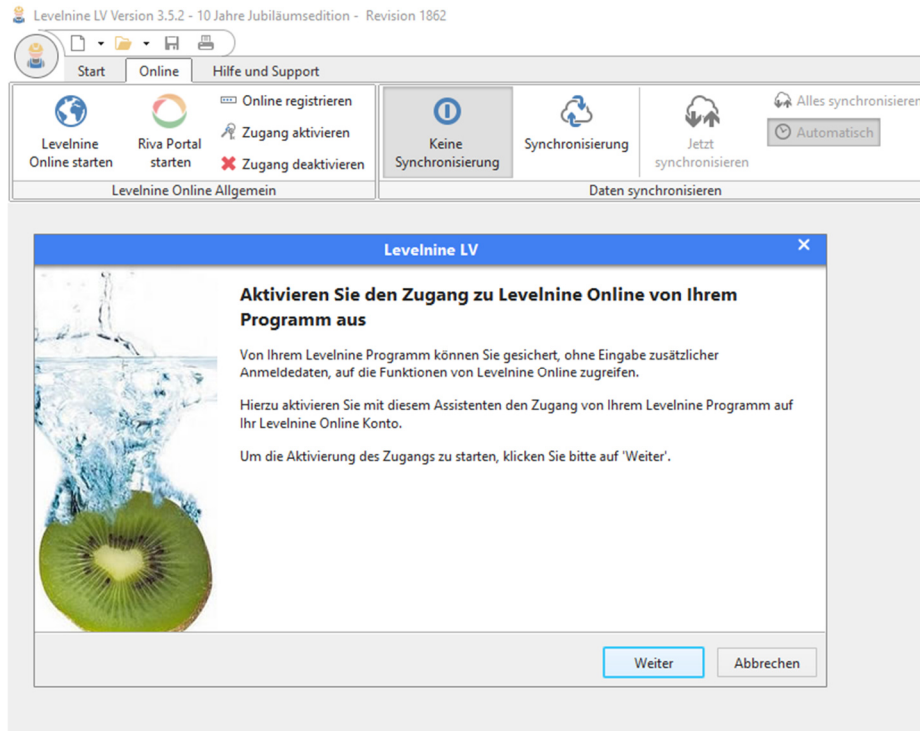 Levelnine LV Version 3.5.2 - 10 Jahre Jubiläumsedition - Revision 1862
Start Online Hilfe und Support
Levelnine
Online starten
Riva Portal
starten
Online registrieren
Zugang aktivieren
Zugang deaktivieren
Levelnine Online Allgemein
Keine
Synchronisierung
Synchronisierung
Jetzt
synchronisieren
Alles synchronisieren
Automatisch
Daten synchronisieren
Levelnine LV
Aktivieren Sie den Zugang zu Levelnine Online von Ihrem
Programm aus
Von Ihrem Levelnine Programm können Sie gesichert, ohne Eingabe zusätzlicher
Anmeldedaten, auf die Funktionen von Levelnine Online zugreifen.
Hierzu aktivieren Sie mit diesem Assistenten den Zugang von Ihrem Levelnine Programm auf
Ihr Levelnine Online Konto.
Um die Aktivierung des Zugangs zu starten, klicken Sie bitte auf 'Weiter'.
Weiter Abbrechen